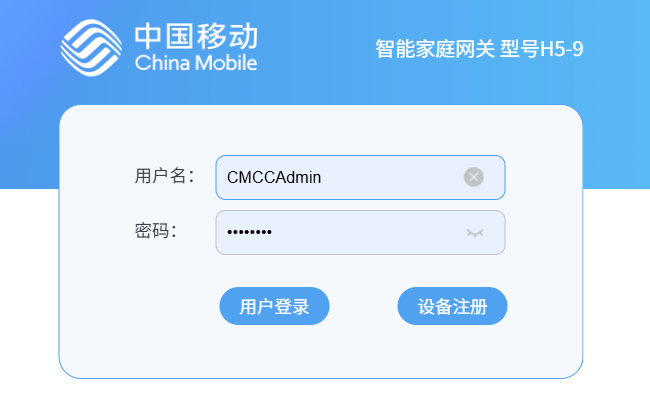 中国移动
China Mobile
智能家庭网关 型号H5-9
用户名：
CMCCAdmin
密码：
••••••••
用户登录
设备注册